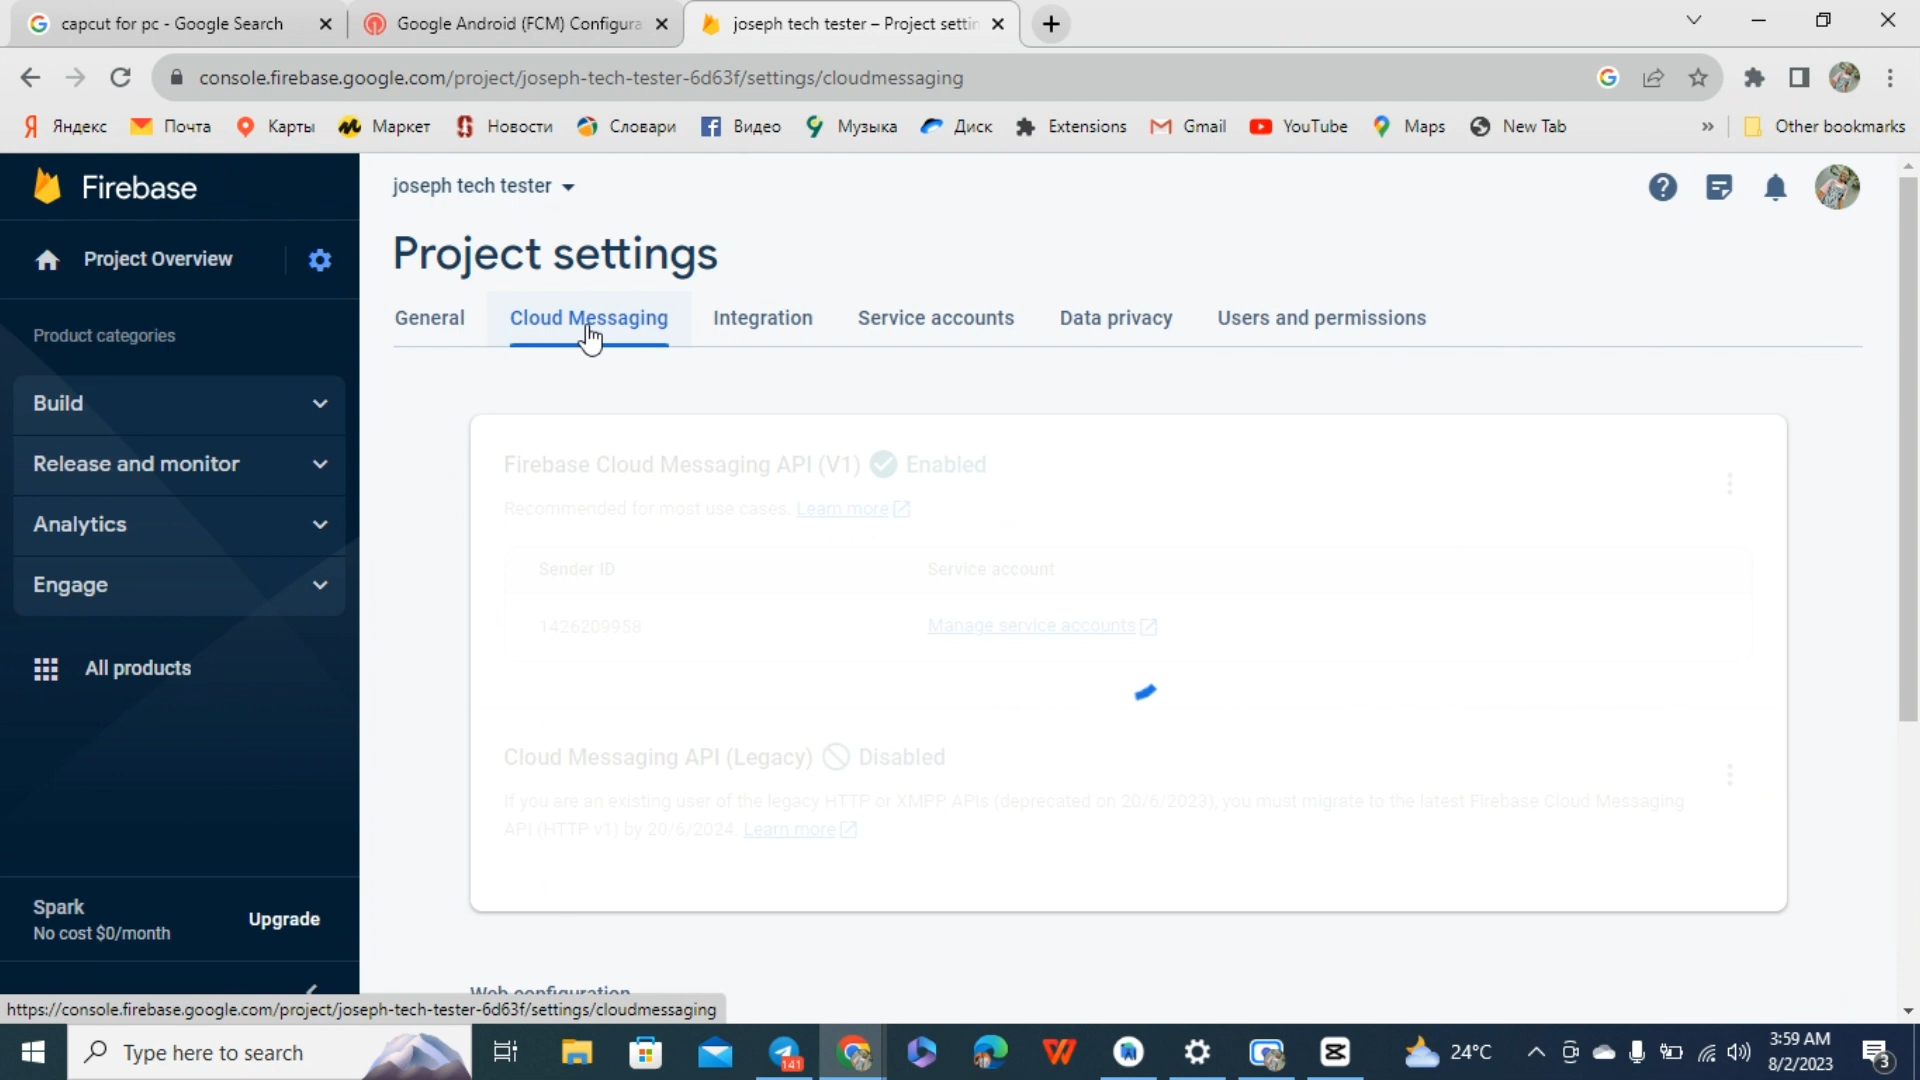 capcut for pc - Google Search
Google Android (FCM) Configura
joseph tech tester – Project settin
console.firebase.google.com/project/joseph-tech-tester-6d63f/settings/cloudmessaging
Яндекс
Почта
Карты
Маркет
Новости
Словари
Видео
Музыка
Диск
Extensions
Gmail
YouTube
Maps
New Tab
»
Other bookmarks
Firebase
joseph tech tester
Project Overview
Project settings
General
Cloud Messaging
Integration
Service accounts
Data privacy
Users and permissions
Product categories
Build
Release and monitor
Analytics
Engage
All products
Firebase Cloud Messaging API (V1) Enabled
Recommended for most use cases. Learn more
Sender ID
Service account
1426209958
Manage service accounts
Cloud Messaging API (Legacy) Disabled
If you are an existing user of the legacy HTTP or XMPP APIs (deprecated on 20/6/2023), you must migrate to the latest Firebase Cloud Messaging
API (HTTP v1) by 20/6/2024. Learn more
Spark
No cost $0/month
Upgrade
Web configuration
https://console.firebase.google.com/project/joseph-tech-tester-6d63f/settings/cloudmessaging
Type here to search
141
24°C
3:59 AM
8/2/2023
3